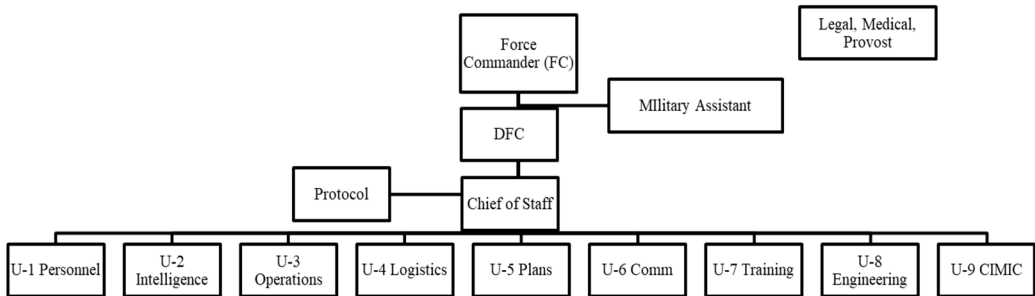 Force
Commander (FC)
Legal, Medical,
Provost
MIlitary Assistant
DFC
Protocol
Chief of Staff
U-1 Personnel
U-2
Intelligence
U-3
Operations
U-4 Logistics
U-5 Plans
U-6 Comm
U-7 Training
U-8
Engineering
U-9 CIMIC